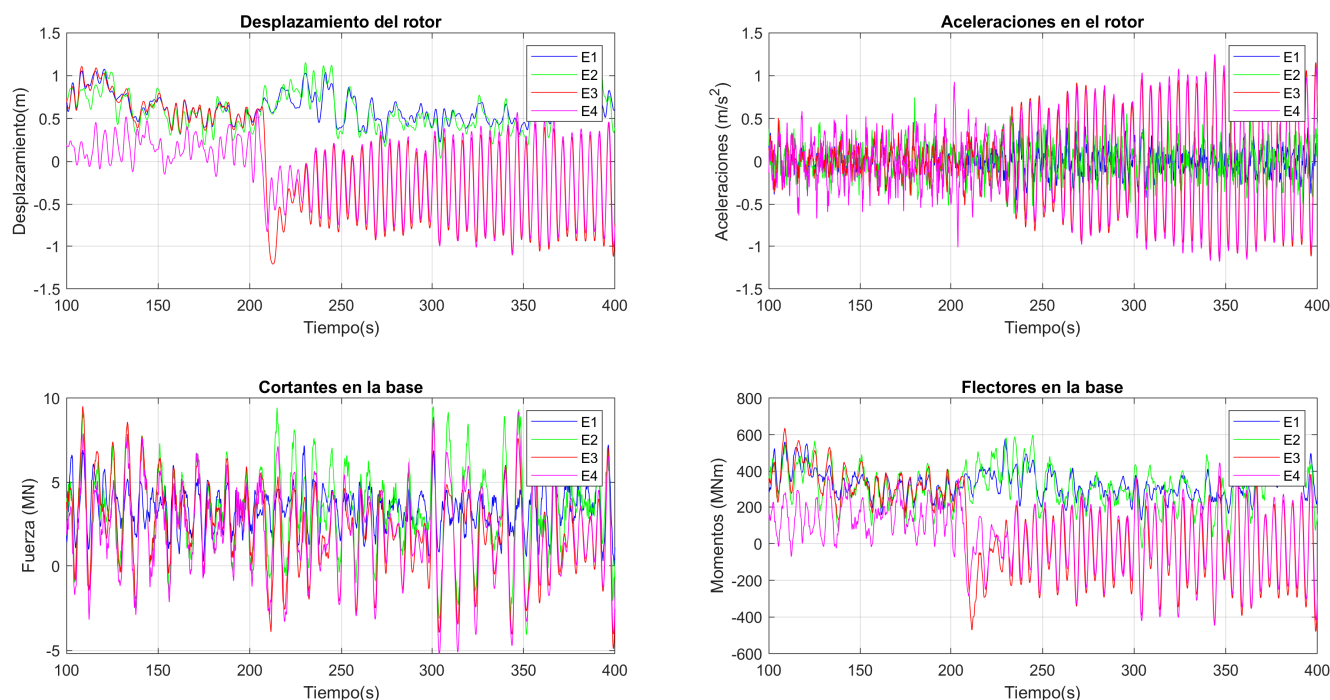 Desplazamiento del rotor
1.5
1
0.5
0
-0.5
-1
-1.5
Desplazamiento(m)
100 150 200 250 300 350 400
Tiempo(s)
E1
E2
E3
E4
Aceleraciones en el rotor
1.5
1
0.5
0
-0.5
-1
-1.5
Aceleraciones (m/s²)
100 150 200 250 300 350 400
Tiempo(s)
E1
E2
E3
E4
Cortantes en la base
10
5
0
-5
Fuerza (MN)
100 150 200 250 300 350 400
Tiempo(s)
E1
E2
E3
E4
Flectores en la base
800
600
400
200
0
-200
-400
-600
Momentos (MNm)
100 150 200 250 300 350 400
Tiempo(s)
E1
E2
E3
E4